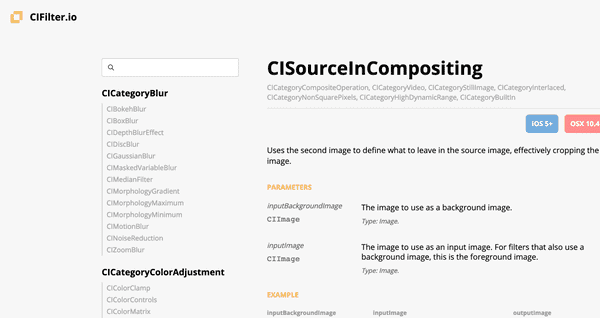 CIFilter.io
CICategoryBlur
CIBokehBlur
CIBoxBlur
CIDepthBlurEffect
CIDiscBlur
CIGaussianBlur
CIMaskedVariableBlur
CIMedianFilter
CIMorphologyGradient
CIMorphologyMaximum
CIMorphologyMinimum
CIMotionBlur
CINoiseReduction
CIZoomBlur
CICategoryColorAdjustment
CIColorClamp
CIColorControls
CIColorMatrix
CISourceInCompositing
CICategoryCompositeOperation, CICategoryVideo, CICategoryStillImage, CICategoryInterlaced,
CICategoryNonSquarePixels, CICategoryHighDynamicRange, CICategoryBuiltIn
IOS 5+
OSX 10.4
Uses the second image to define what to leave in the source image, effectively cropping the
image.
PARAMETERS
inputBackgroundImage
CIImage
The image to use as a background image.
Type: Image.
inputImage
CIImage
The image to use as an input image. For filters that also use a
background image, this is the foreground image.
Type: Image.
EXAMPLE
inputBackgroundImage
inputImage
outputImage